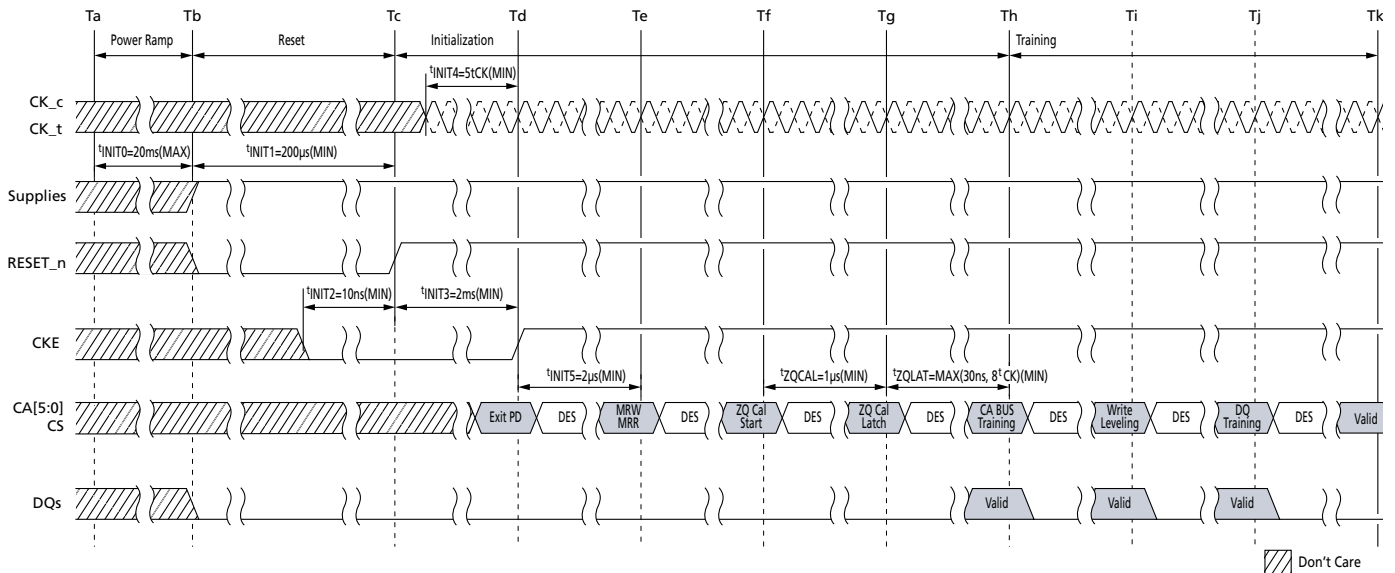 Ta Tb Tc Td Te Tf Tg Th Ti Tj Tk
Power Ramp Reset Initialization Training
tINIT4=5tCK(MIN)
CK_c
CK_t
tINIT0=20ms(MAX) tINIT1=200μs(MIN)
Supplies
RESET_n
tINIT2=10ns(MIN) tINIT3=2ms(MIN)
CKE
tINIT5=2μs(MIN) tZQCAL=1μs(MIN) tZQLAT=MAX(30ns, 8tCK)(MIN)
CA[5:0]
CS
Exit PD DES MRW
MRR DES ZQ Cal
Start DES ZQ Cal
Latch DES CA BUS
Training DES Write
Leveling DES DQ
Training DES Valid
DQs Valid Valid Valid
Don't Care